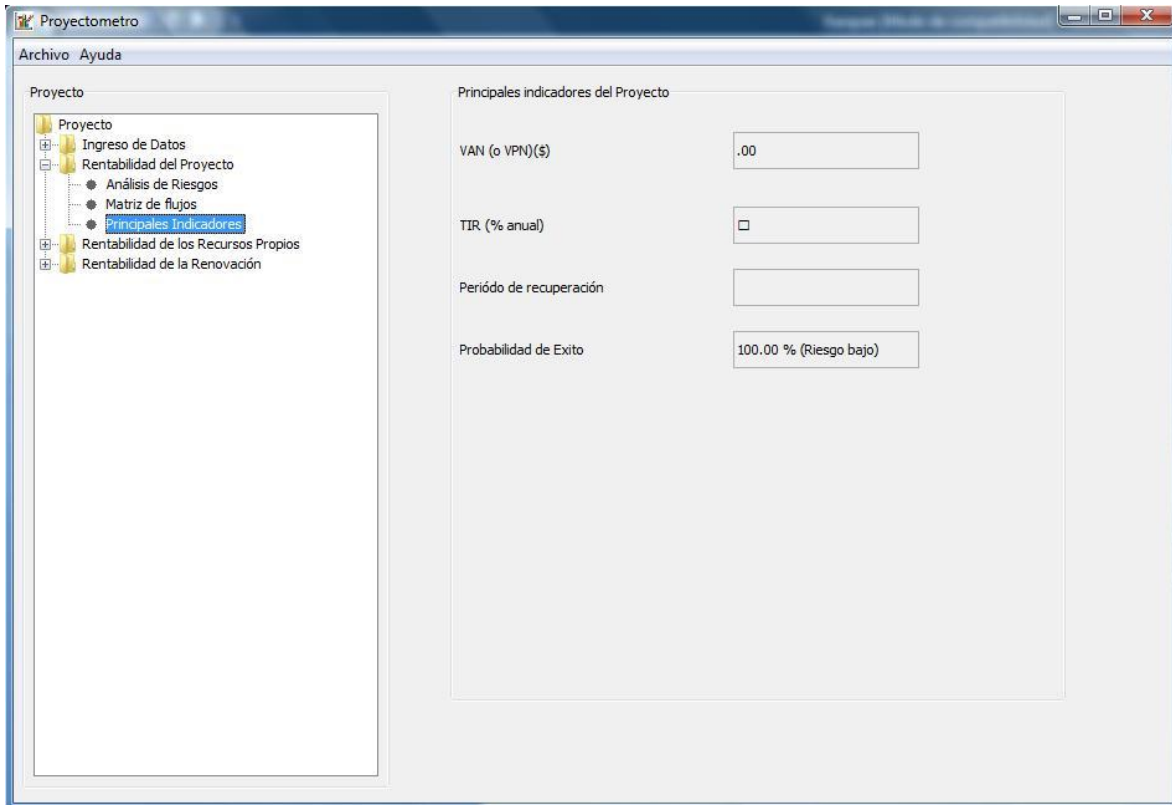 Proyectometro
Archivo Ayuda
Proyecto
Proyecto
Ingreso de Datos
Rentabilidad del Proyecto
Análisis de Riesgos
Matriz de flujos
Principales Indicadores
Rentabilidad de los Recursos Propios
Rentabilidad de la Renovación
Principales indicadores del Proyecto
VAN (o VPN)($) .00
TIR (% anual) □
Periódo de recuperación
Probabilidad de Exito 100.00 % (Riesgo bajo)